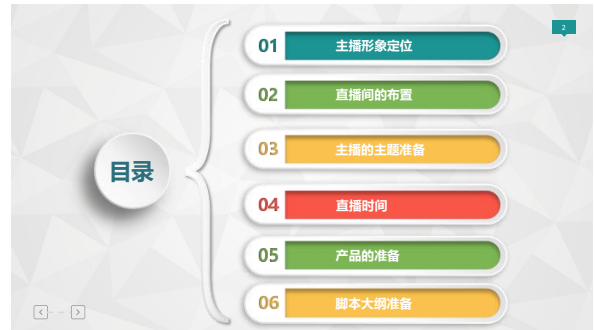 2
目录
01 主播形象定位
02 直播间的布置
03 主播的主题准备
04 直播时间
05 产品的准备
06 脚本大纲准备